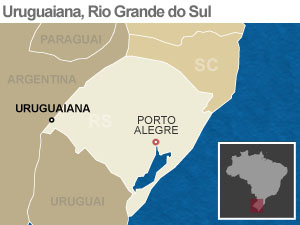 Uruguaiana, Rio Grande do Sul
PARAGUAI
SC
ARGENTINA
URUGUAIANA
RS
PORTO
ALEGRE
URUGUAI